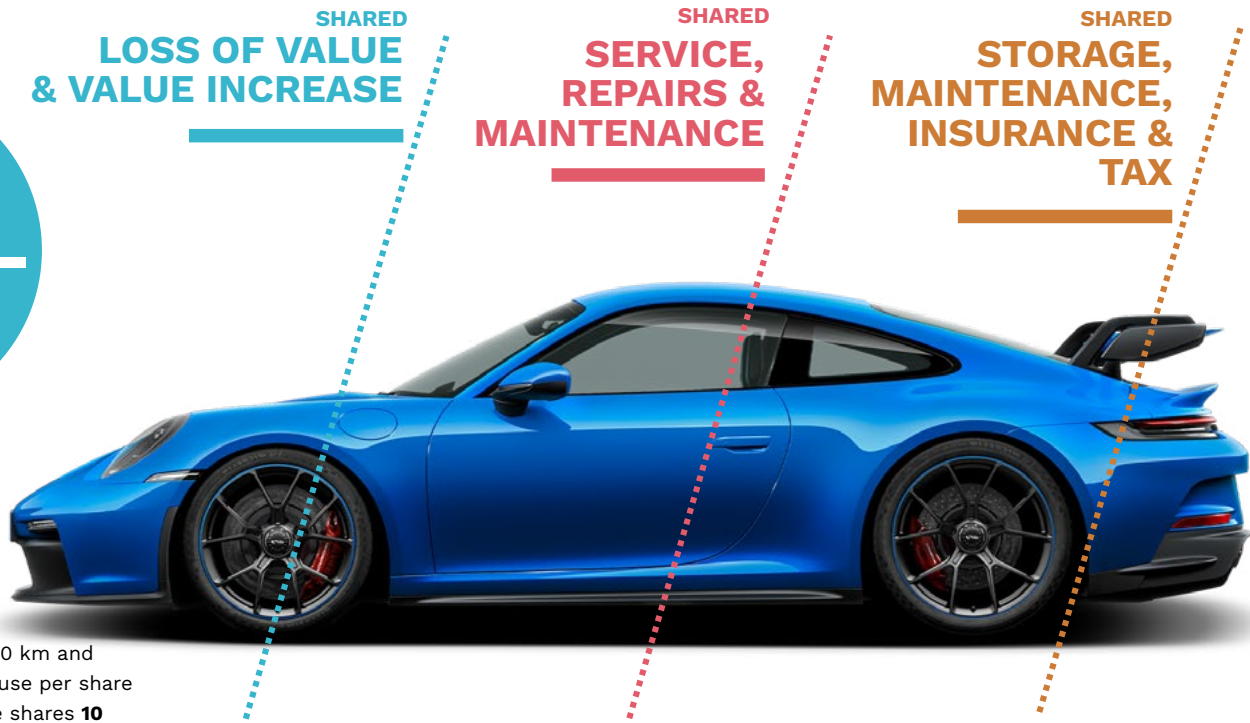 SHARED
LOSS OF VALUE
& VALUE INCREASE
SHARED
SERVICE,
REPAIRS &
MAINTENANCE
SHARED
STORAGE,
MAINTENANCE,
INSURANCE &
TAX
0 km and
use per share
shares 10